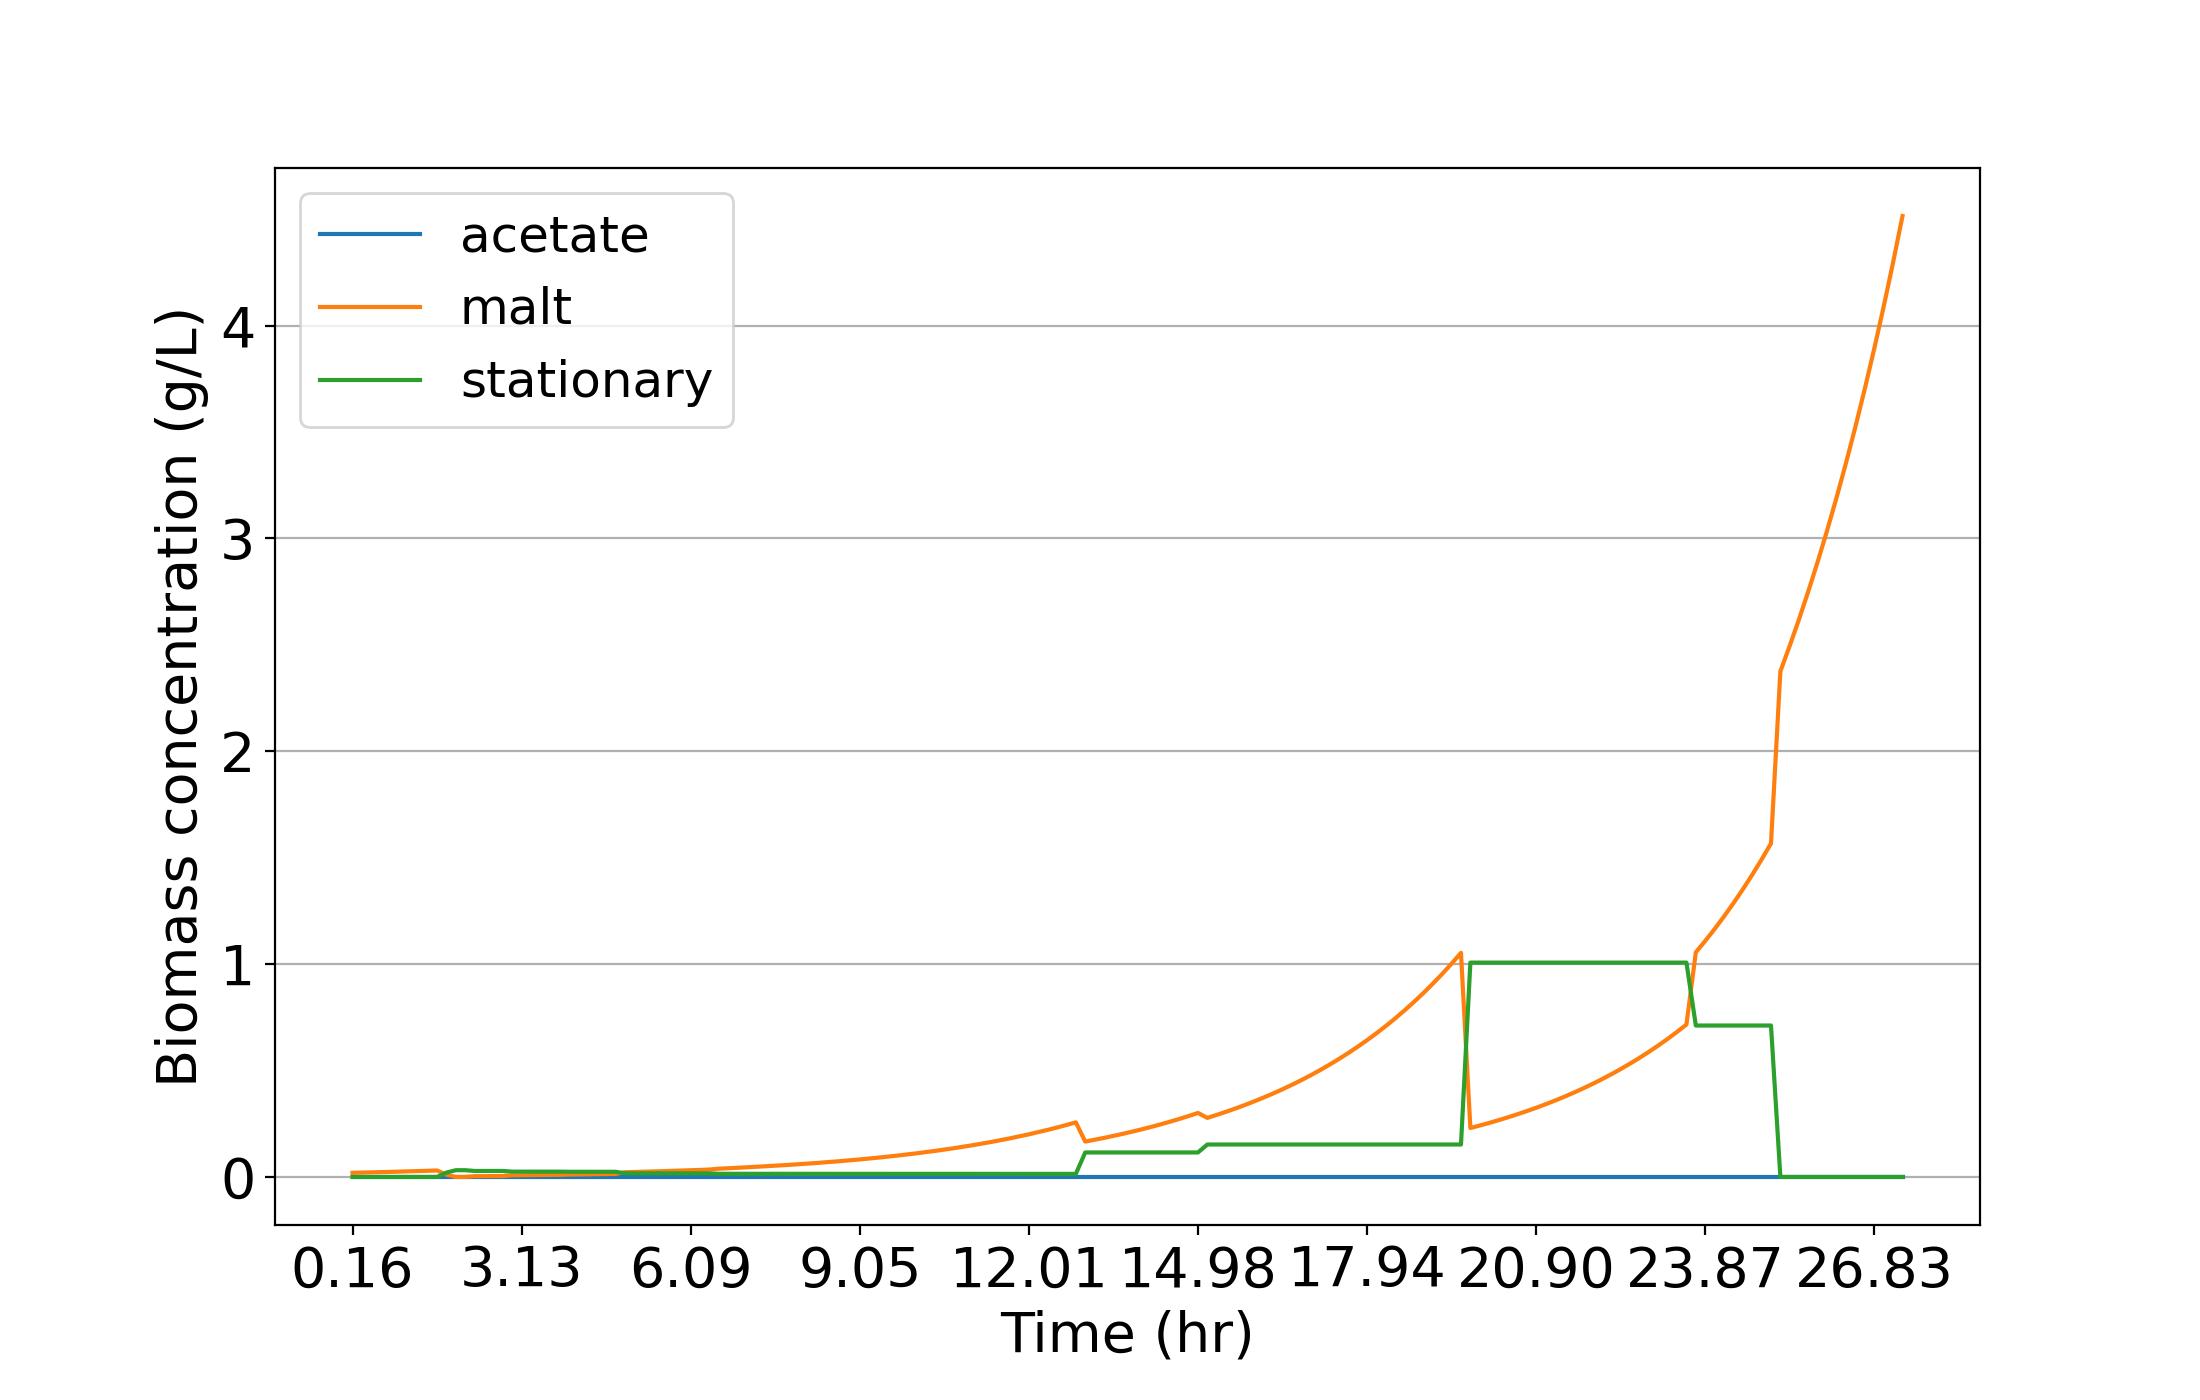 acetate
malt
stationary
Biomass concentration (g/L)
4
3
2
1
0
0.16 3.13 6.09 9.05 12.01 14.98 17.94 20.90 23.87 26.83
Time (hr)